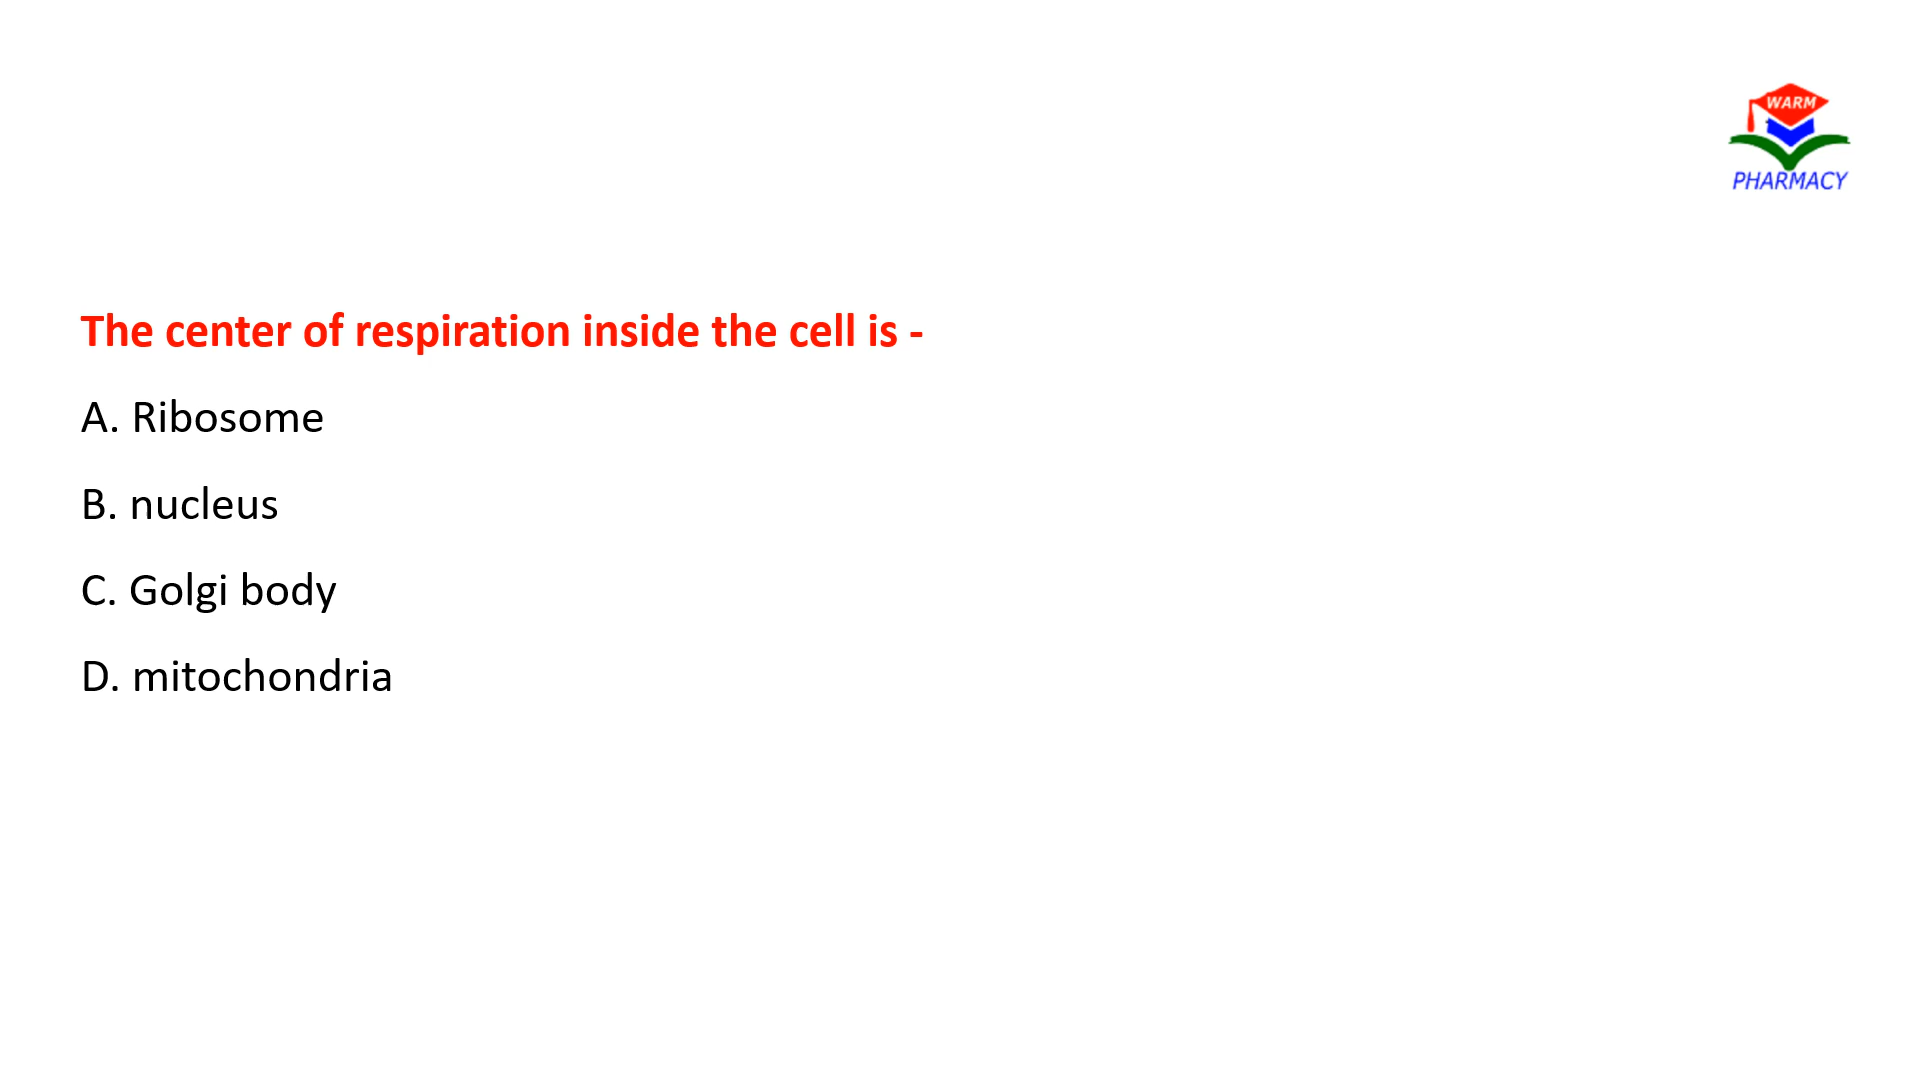 WARM
PHARMACY
The center of respiration inside the cell is -
A. Ribosome
B. nucleus
C. Golgi body
D. mitochondria